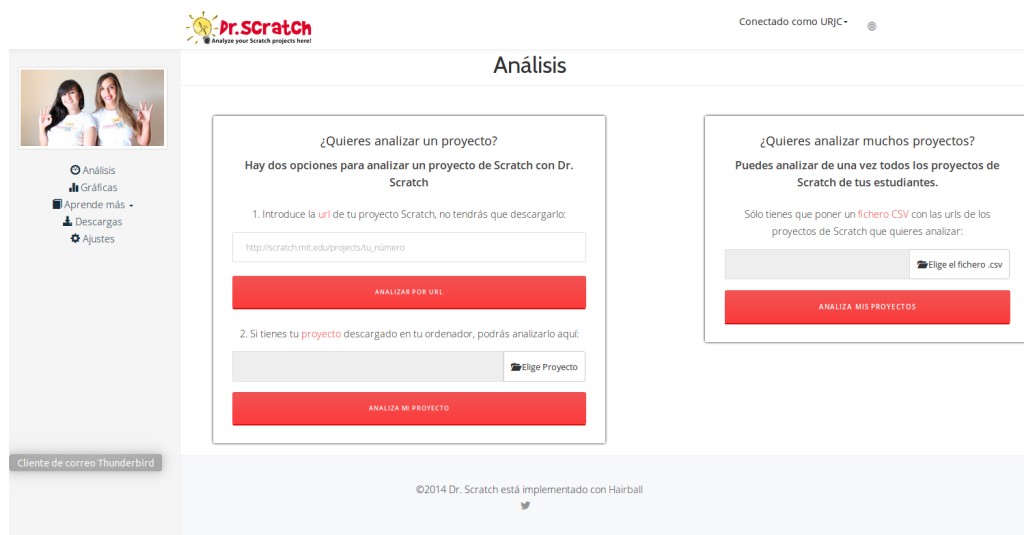 Dr.Scratch
Analyze your Scratch projects here!
Conectado como URJC
Análisis
Análisis
Gráficas
Aprende más
Descargas
Ajustes
¿Quieres analizar un proyecto?
Hay dos opciones para analizar un proyecto de Scratch con Dr.
Scratch
1. Introduce la url de tu proyecto Scratch, no tendrás que descargarlo:
http://scratch.mit.edu/projects/tu_número
ANALIZAR POR URL
2. Si tienes tu proyecto descargado en tu ordenador, podrás analizarlo aquí:
Elige Proyecto
ANALIZA MI PROYECTO
¿Quieres analizar muchos proyectos?
Puedes analizar de una vez todos los proyectos de
Scratch de tus estudiantes.
Sólo tienes que poner un fichero CSV con las urls de los
proyectos de Scratch que quieres analizar:
Elige el fichero .csv
ANALIZA MIS PROYECTOS
Cliente de correo Thunderbird
©2014 Dr. Scratch está implementado con Hairball